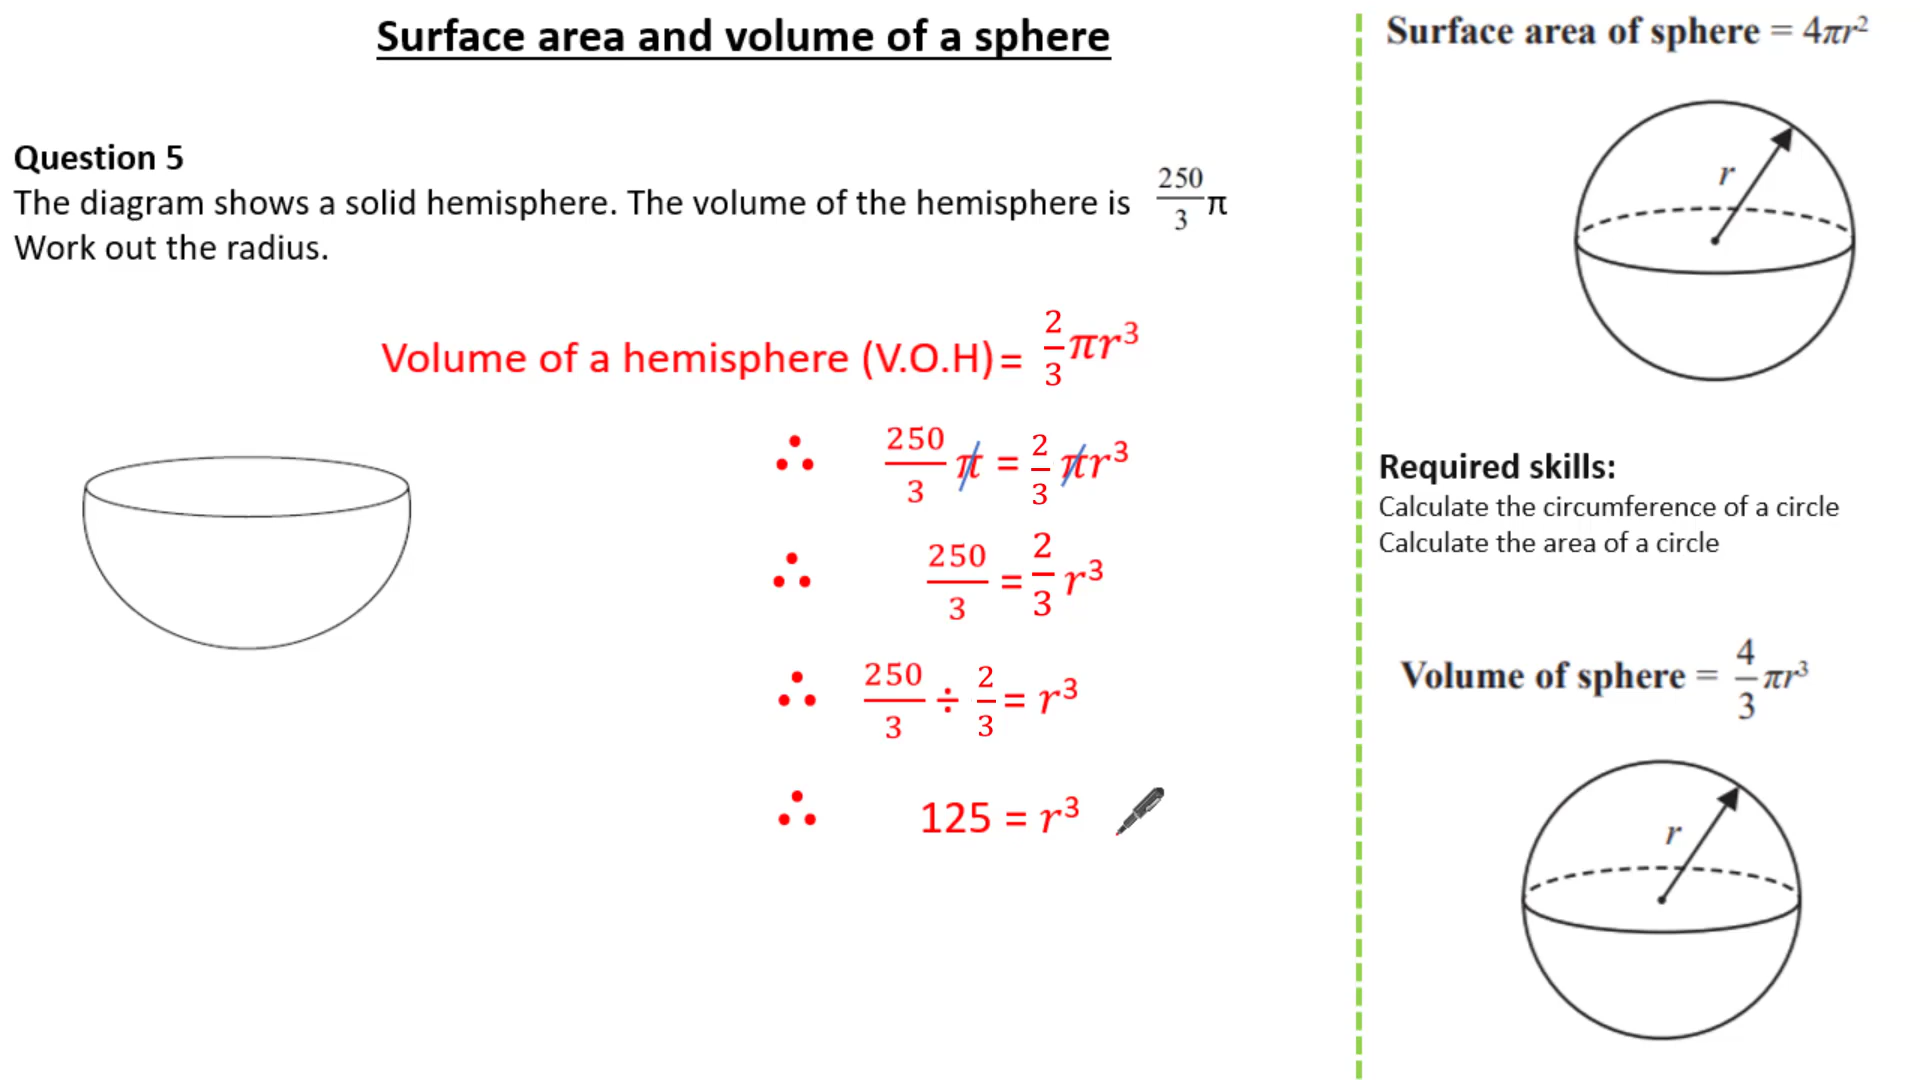 Surface area and volume of a sphere
Question 5
The diagram shows a solid hemisphere. The volume of the hemisphere is 250/3 π
Work out the radius.
Volume of a hemisphere (V.O.H) = 2/3 πr³
∴ 250/3 π = 2/3 πr³
∴ 250/3 = 2/3 r³
∴ 250/3 ÷ 2/3 = r³
∴ 125 = r³
Surface area of sphere = 4πr²
r
Required skills:
Calculate the circumference of a circle
Calculate the area of a circle
Volume of sphere = 4/3 πr³
r